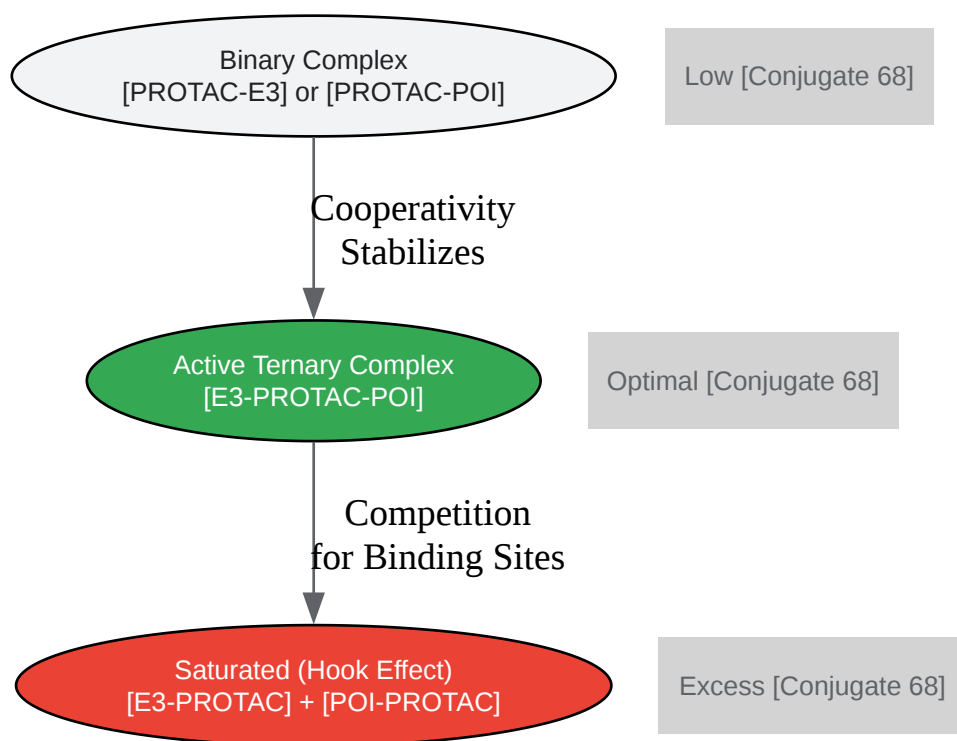 Binary Complex
[PROTAC-E3] or [PROTAC-POI]
Low [Conjugate 68]
Cooperativity
Stabilizes
Active Ternary Complex
[E3-PROTAC-POI]
Optimal [Conjugate 68]
Competition
for Binding Sites
Saturated (Hook Effect)
[E3-PROTAC] + [POI-PROTAC]
Excess [Conjugate 68]